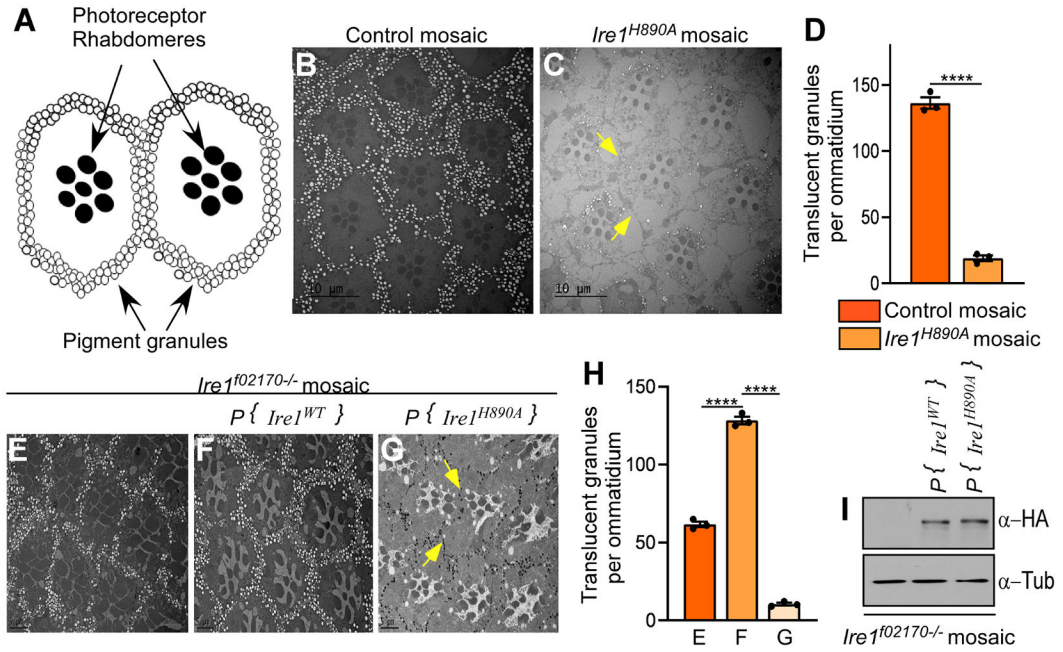 A
Photoreceptor
Rhabdomeres
Pigment granules
Control mosaic
Ire1H890A mosaic
B
10 μm
C
10 μm
D
Translucent granules
per ommatidium
150
100
50
0
****
Control mosaic
Ire1H890A mosaic
Ire1f02170-/- mosaic
P { Ire1WT }
P { Ire1H890A }
E
F
G
H
Translucent granules
per ommatidium
150
100
50
0
****
****
E
F
G
P { Ire1WT }
P { Ire1H890A }
I
α-HA
α-Tub
Ire1f02170-/- mosaic